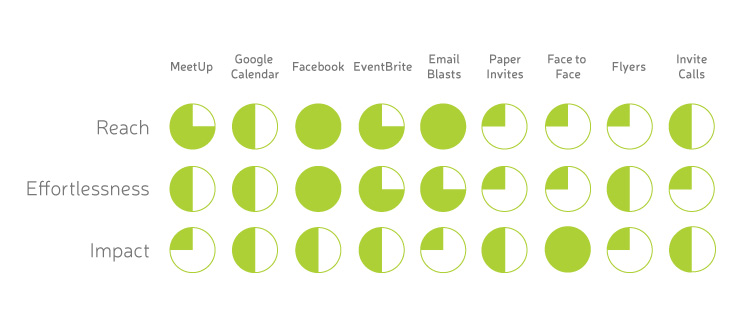 MeetUp
Google
Calendar
Facebook
EventBrite
Email
Blasts
Paper
Invites
Face to
Face
Flyers
Invite
Calls
Reach
Effortlessness
Impact